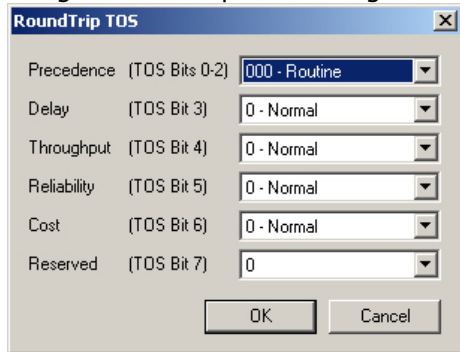 RoundTrip TOS
Precedence (TOS Bits 0-2) 000 - Routine
Delay (TOS Bit 3) 0 - Normal
Throughput (TOS Bit 4) 0 - Normal
Reliability (TOS Bit 5) 0 - Normal
Cost (TOS Bit 6) 0 - Normal
Reserved (TOS Bit 7) 0
OK Cancel